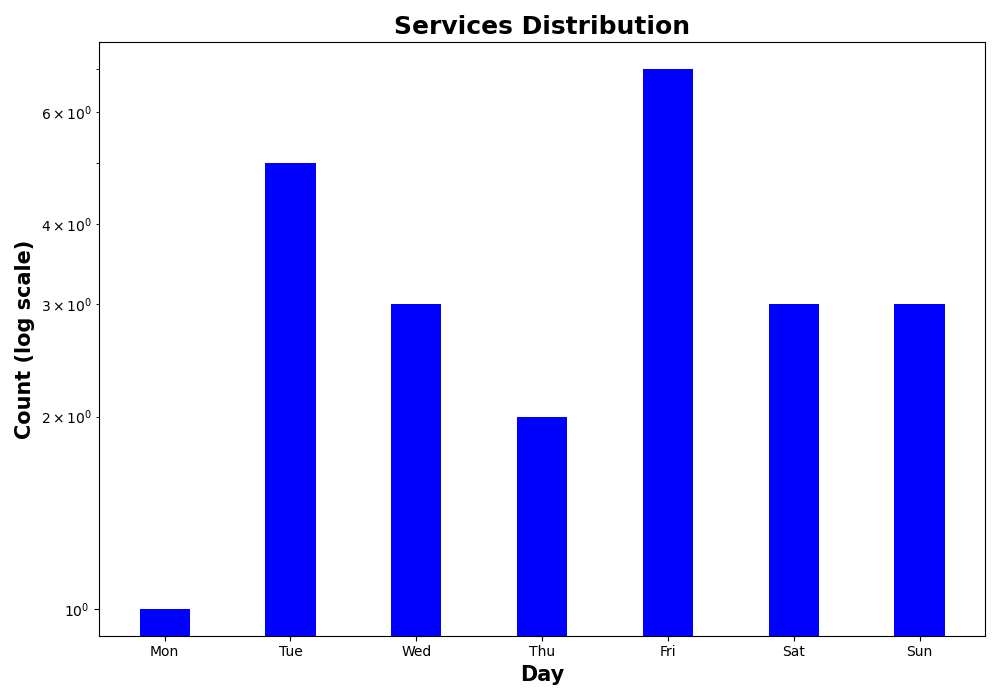 Services Distribution
Count (log scale)
6 × 10⁰
4 × 10⁰
3 × 10⁰
2 × 10⁰
10⁰
Mon Tue Wed Thu Fri Sat Sun
Day